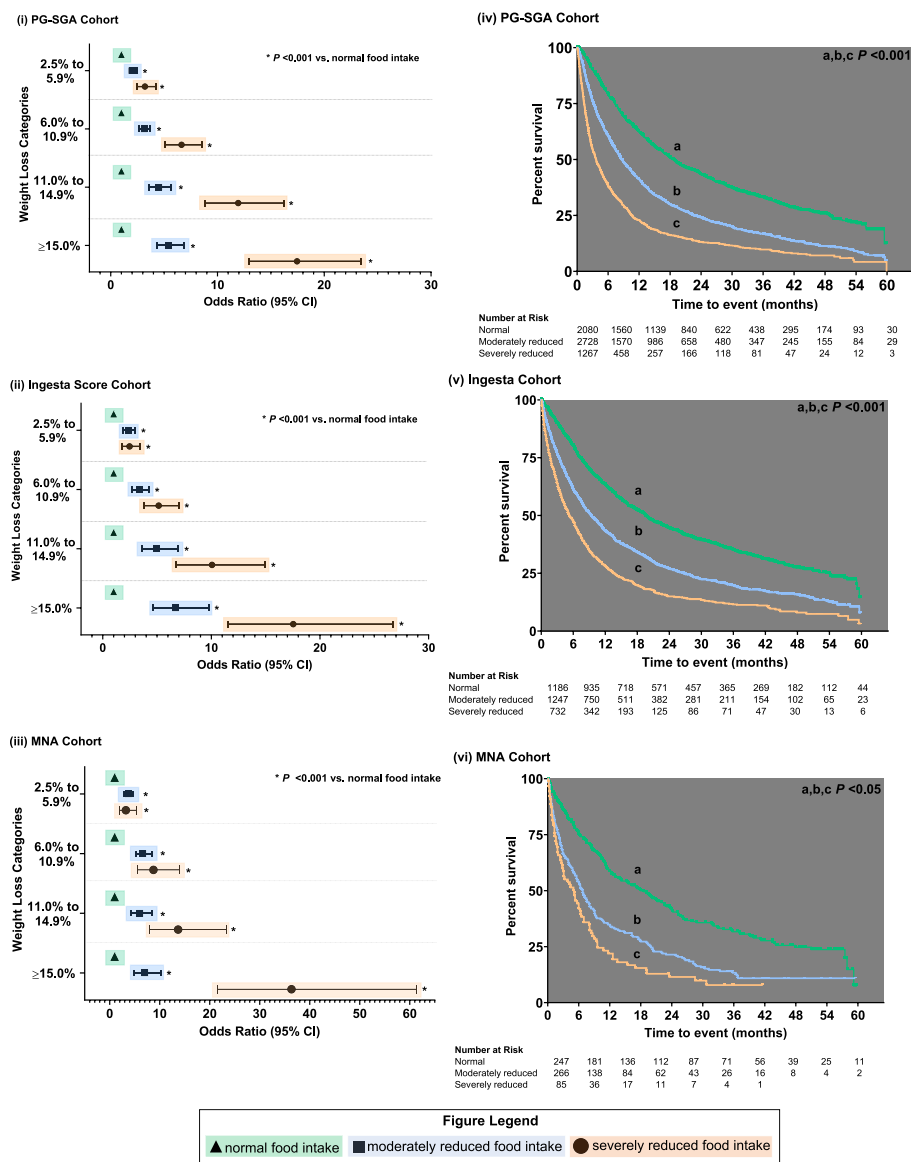 (i) PG-SGA Cohort
* P <0.001 vs. normal food intake
Weight Loss Categories
2.5% to
5.9%
*
*
6.0% to
10.9%
*
*
11.0% to
14.9%
*
*
≥15.0%
*
*
0 10 20 30
Odds Ratio (95% CI)
(iv) PG-SGA Cohort
a,b,c P <0.001
Percent survival
100
75
50
25
0
a
b
c
0 6 12 18 24 30 36 42 48 54 60
Time to event (months)
Number at Risk
Normal 2080 1560 1139 840 622 438 295 174 93 30
Moderately reduced 2728 1570 986 658 480 347 245 155 84 29
Severely reduced 1267 458 257 166 118 81 47 24 12 3
(ii) Ingesta Score Cohort
* P <0.001 vs. normal food intake
Weight Loss Categories
2.5% to
5.9%
*
*
6.0% to
10.9%
*
*
11.0% to
14.9%
*
*
≥15.0%
*
*
0 10 20 30
Odds Ratio (95% CI)
(v) Ingesta Cohort
a,b,c P <0.001
Percent survival
100
75
50
25
0
a
b
c
0 6 12 18 24 30 36 42 48 54 60
Time to event (months)
Number at Risk
Normal 1186 935 718 571 457 365 269 182 112 44
Moderately reduced 1247 750 511 382 281 211 154 102 65 23
Severely reduced 732 342 193 125 86 71 47 30 13 6
(iii) MNA Cohort
* P <0.001 vs. normal food intake
Weight Loss Categories
2.5% to
5.9%
*
*
6.0% to
10.9%
*
*
11.0% to
14.9%
*
*
≥15.0%
*
*
0 10 20 30 40 50 60
Odds Ratio (95% CI)
(vi) MNA Cohort
a,b,c P <0.05
Percent survival
100
75
50
25
0
a
b
c
0 6 12 18 24 30 36 42 48 54 60
Time to event (months)
Number at Risk
Normal 247 181 136 112 87 71 56 39 25 11
Moderately reduced 266 138 84 62 43 26 16 8 4 2
Severely reduced 85 36 17 11 7 4 1
Figure Legend
normal food intake moderately reduced food intake severely reduced food intake